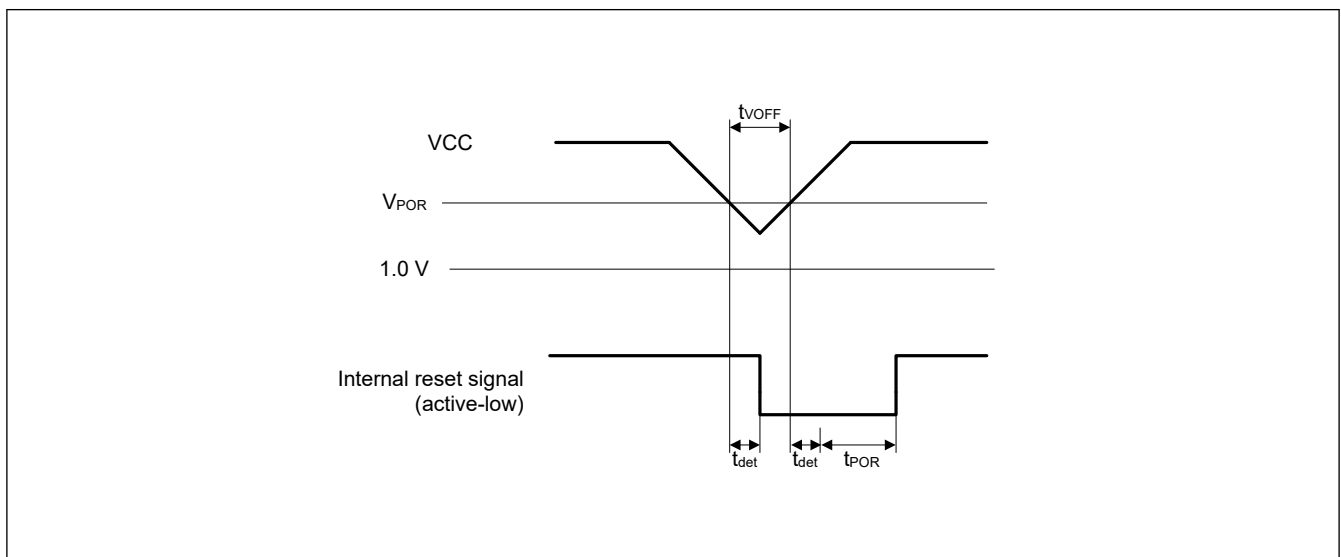 tVOFF
VCC
VPOR
1.0 V
Internal reset signal
(active-low)
tdet
tdet
tPOR